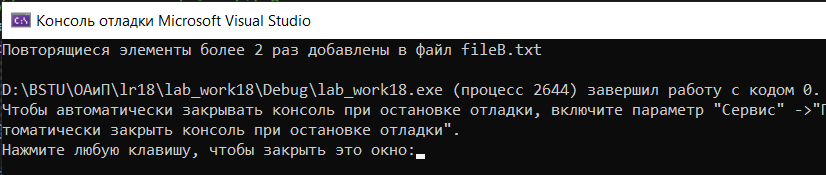 Консоль отладки Microsoft Visual Studio
Повторящиеся элементы более 2 раз добавлены в файл fileB.txt
D:\BSTU\ОАиП\lr18\lab_work18\Debug\lab_work18.exe (процесс 2644) завершил работу с кодом 0.
Чтобы автоматически закрывать консоль при остановке отладки, включите параметр "Сервис" ->"П
томатически закрыть консоль при остановке отладки".
Нажмите любую клавишу, чтобы закрыть это окно: